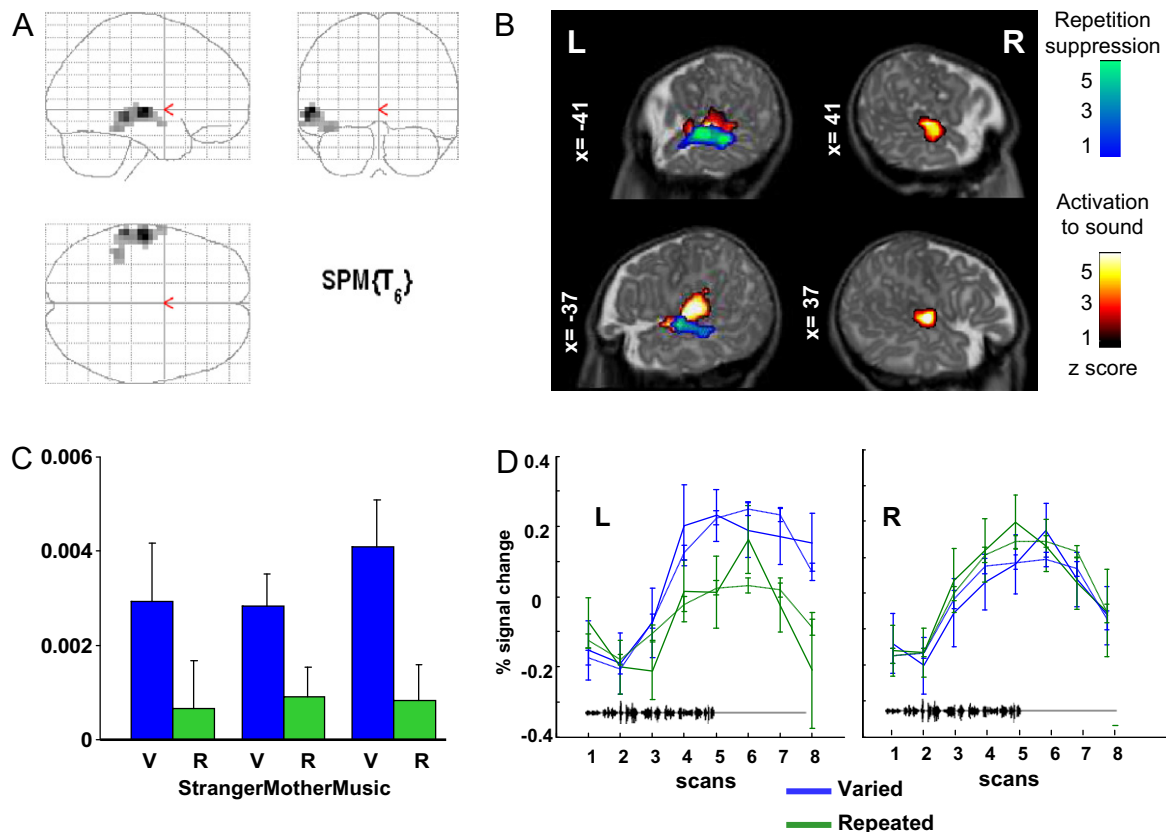 A
SPM{T6}
B
L
R
x= -41
x= 41
x= -37
x= 37
Repetition
suppression
5
3
1
Activation
to sound
5
3
1
z score
C
0.006
0.004
0.002
0
V R V R V R
StrangerMotherMusic
D
% signal change
0.4
0.2
0
-0.2
-0.4
L
R
1 2 3 4 5 6 7 8
scans
1 2 3 4 5 6 7 8
scans
Varied
Repeated